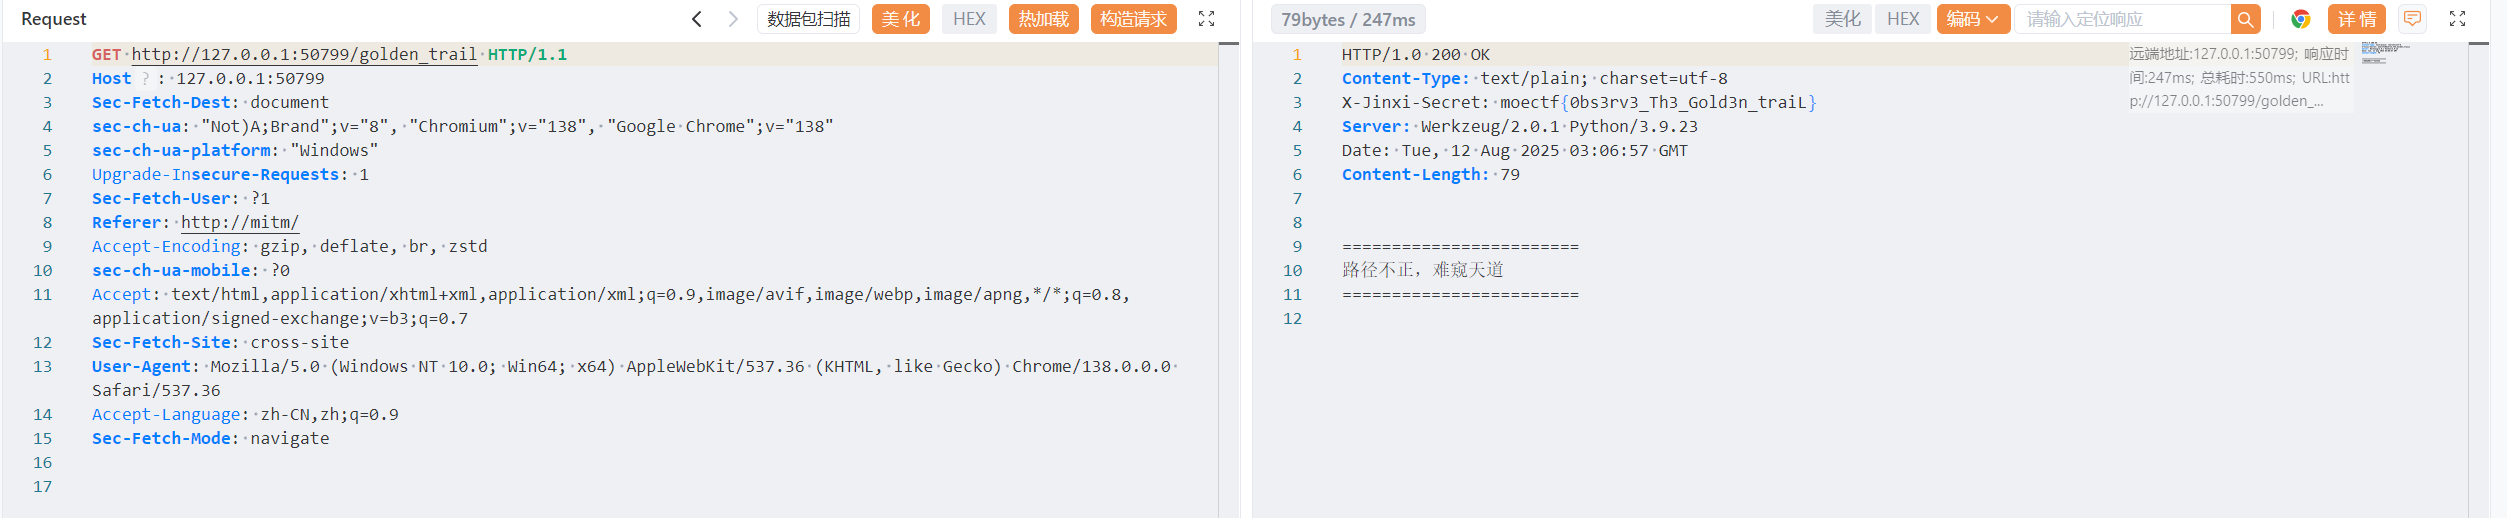 Request
数据包扫描
美化
HEX
热加载
构造请求
1 GET http://127.0.0.1:50799/golden_trail HTTP/1.1
2 Host ? : 127.0.0.1:50799
3 Sec-Fetch-Dest: document
4 sec-ch-ua: "Not)A;Brand";v="8", "Chromium";v="138", "Google Chrome";v="138"
5 sec-ch-ua-platform: "Windows"
6 Upgrade-Insecure-Requests: 1
7 Sec-Fetch-User: ?1
8 Referer: http://mitm/
9 Accept-Encoding: gzip, deflate, br, zstd
10 sec-ch-ua-mobile: ?0
11 Accept: text/html,application/xhtml+xml,application/xml;q=0.9,image/avif,image/webp,image/apng,*/*;q=0.8,
application/signed-exchange;v=b3;q=0.7
12 Sec-Fetch-Site: cross-site
13 User-Agent: Mozilla/5.0 (Windows NT 10.0; Win64; x64) AppleWebKit/537.36 (KHTML, like Gecko) Chrome/138.0.0.0
Safari/537.36
14 Accept-Language: zh-CN,zh;q=0.9
15 Sec-Fetch-Mode: navigate
16
17
79bytes / 247ms
美化
HEX
编码
请输入定位响应
详情
1 HTTP/1.0 200 OK
2 Content-Type: text/plain; charset=utf-8
3 X-Jinxi-Secret: moectf{0bs3rv3_Th3_Gold3n_traiL}
4 Server: Werkzeug/2.0.1 Python/3.9.23
5 Date: Tue, 12 Aug 2025 03:06:57 GMT
6 Content-Length: 79
7
8
9 ========================
10 路径不正，难窥天道
11 ========================
12
远端地址:127.0.0.1:50799; 响应时
间:247ms; 总耗时:550ms; URL:htt
p://127.0.0.1:50799/golden_...